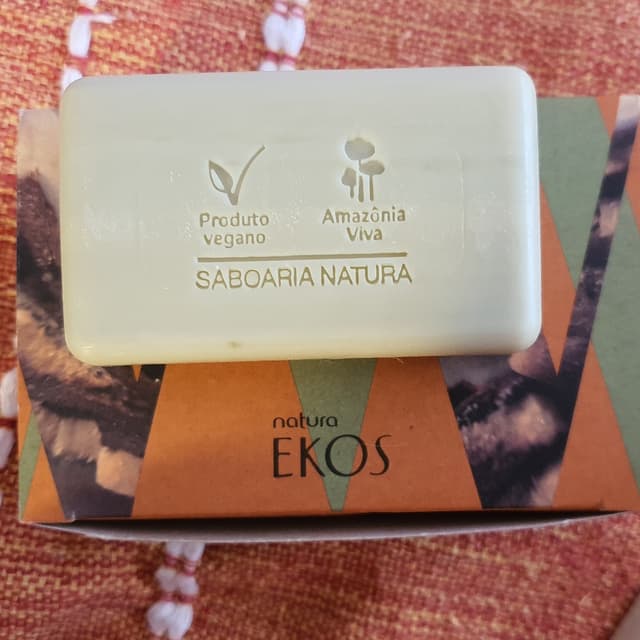 Produto
vegano
Amazônia
Viva
SABOARIA NATURA
natura
EKOS